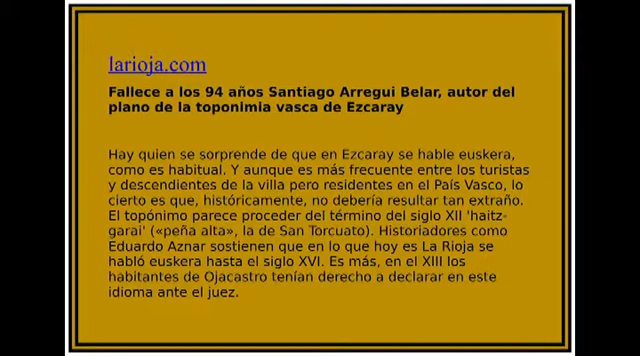 larioja.com
Fallece a los 94 años Santiago Arregui Belar, autor del
plano de la toponimia vasca de Ezcaray
Hay quien se sorprende de que en Ezcaray se hable euskera,
como es habitual. Y aunque es más frecuente entre los turistas
y descendientes de la villa pero residentes en el País Vasco, lo
cierto es que, históricamente, no debería resultar tan extraño.
El topónimo parece proceder del término del siglo XII 'haitz-
garai' («peña alta», la de San Torcuato). Historiadores como
Eduardo Aznar sostienen que en lo que hoy es La Rioja se
habló euskera hasta el siglo XVI. Es más, en el XIII los
habitantes de Ojacastro tenían derecho a declarar en este
idioma ante el juez.